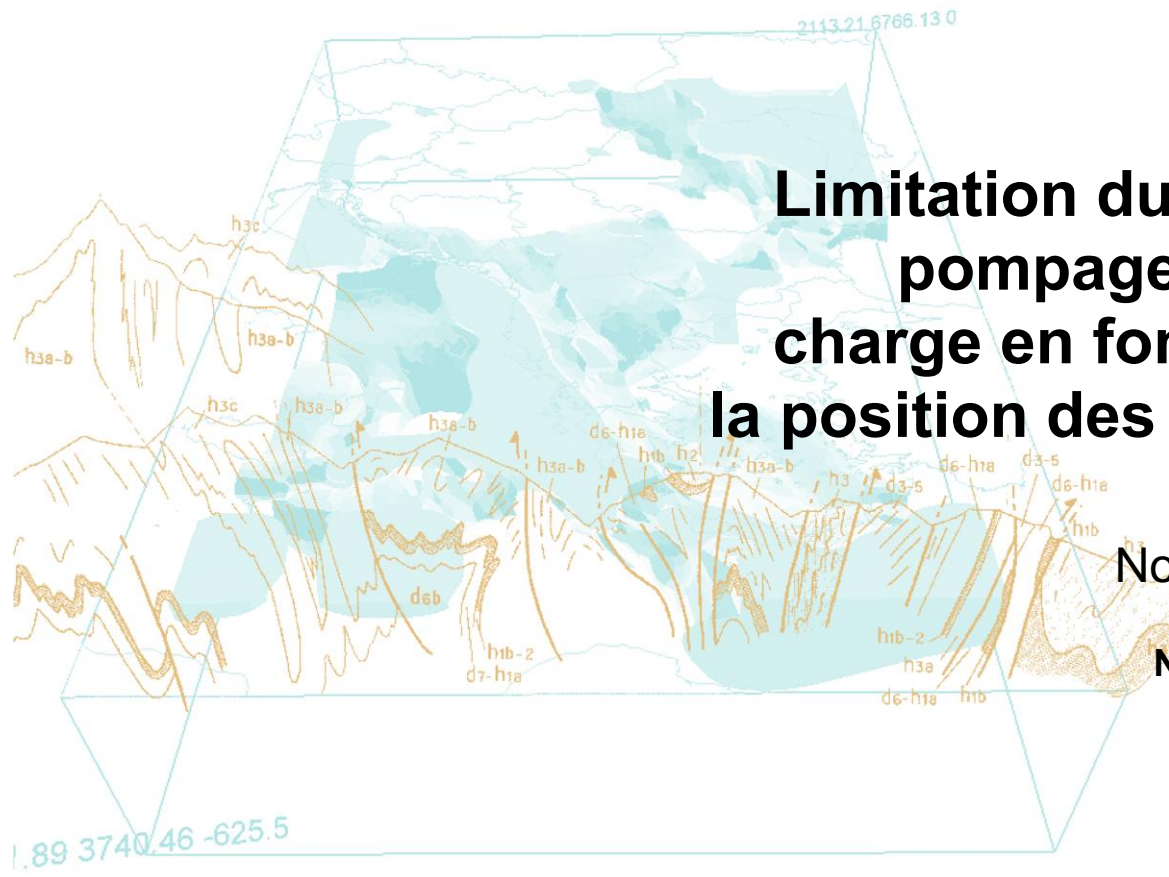 2113.21 6766.13 0
Limitation du
pompage
charge en fon
la position des
h3c
h3a-b
h3a-b
h3c
h3a-b
h3a-b
d6-h1a
h1b
h2
h3a-b
h3a-b
h3
d3-5
d6-h1a
d3-5
d6-h1a
h1b
h3
No
d6b
h1b-2
d7-h1a
h1b-2
h3a
d6-h1a
h1b
N
.89 3740.46 -625.5